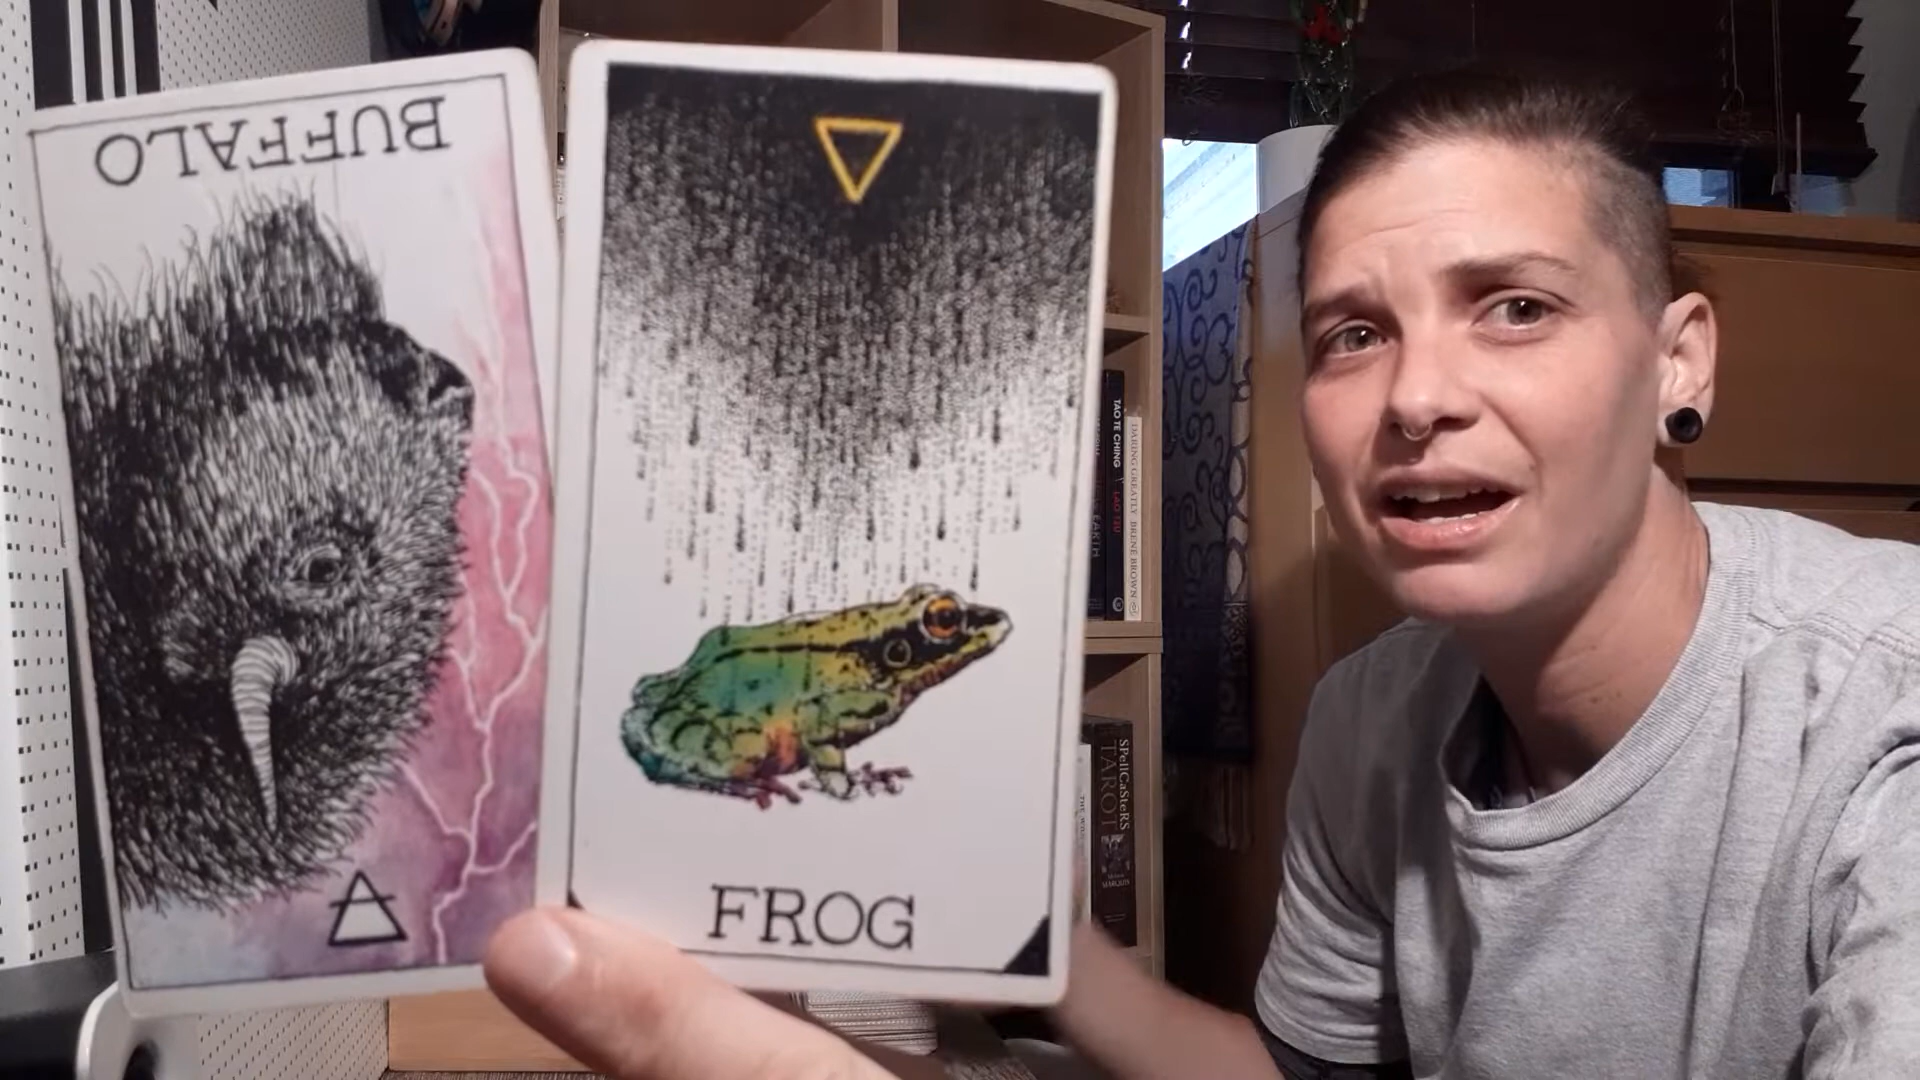 BUFFALO
FROG
TAO TE CHING
LAO TZU
DARING GREATLY BRENÉ BROWN
EARTH
SPellCaSteRS
TAROT